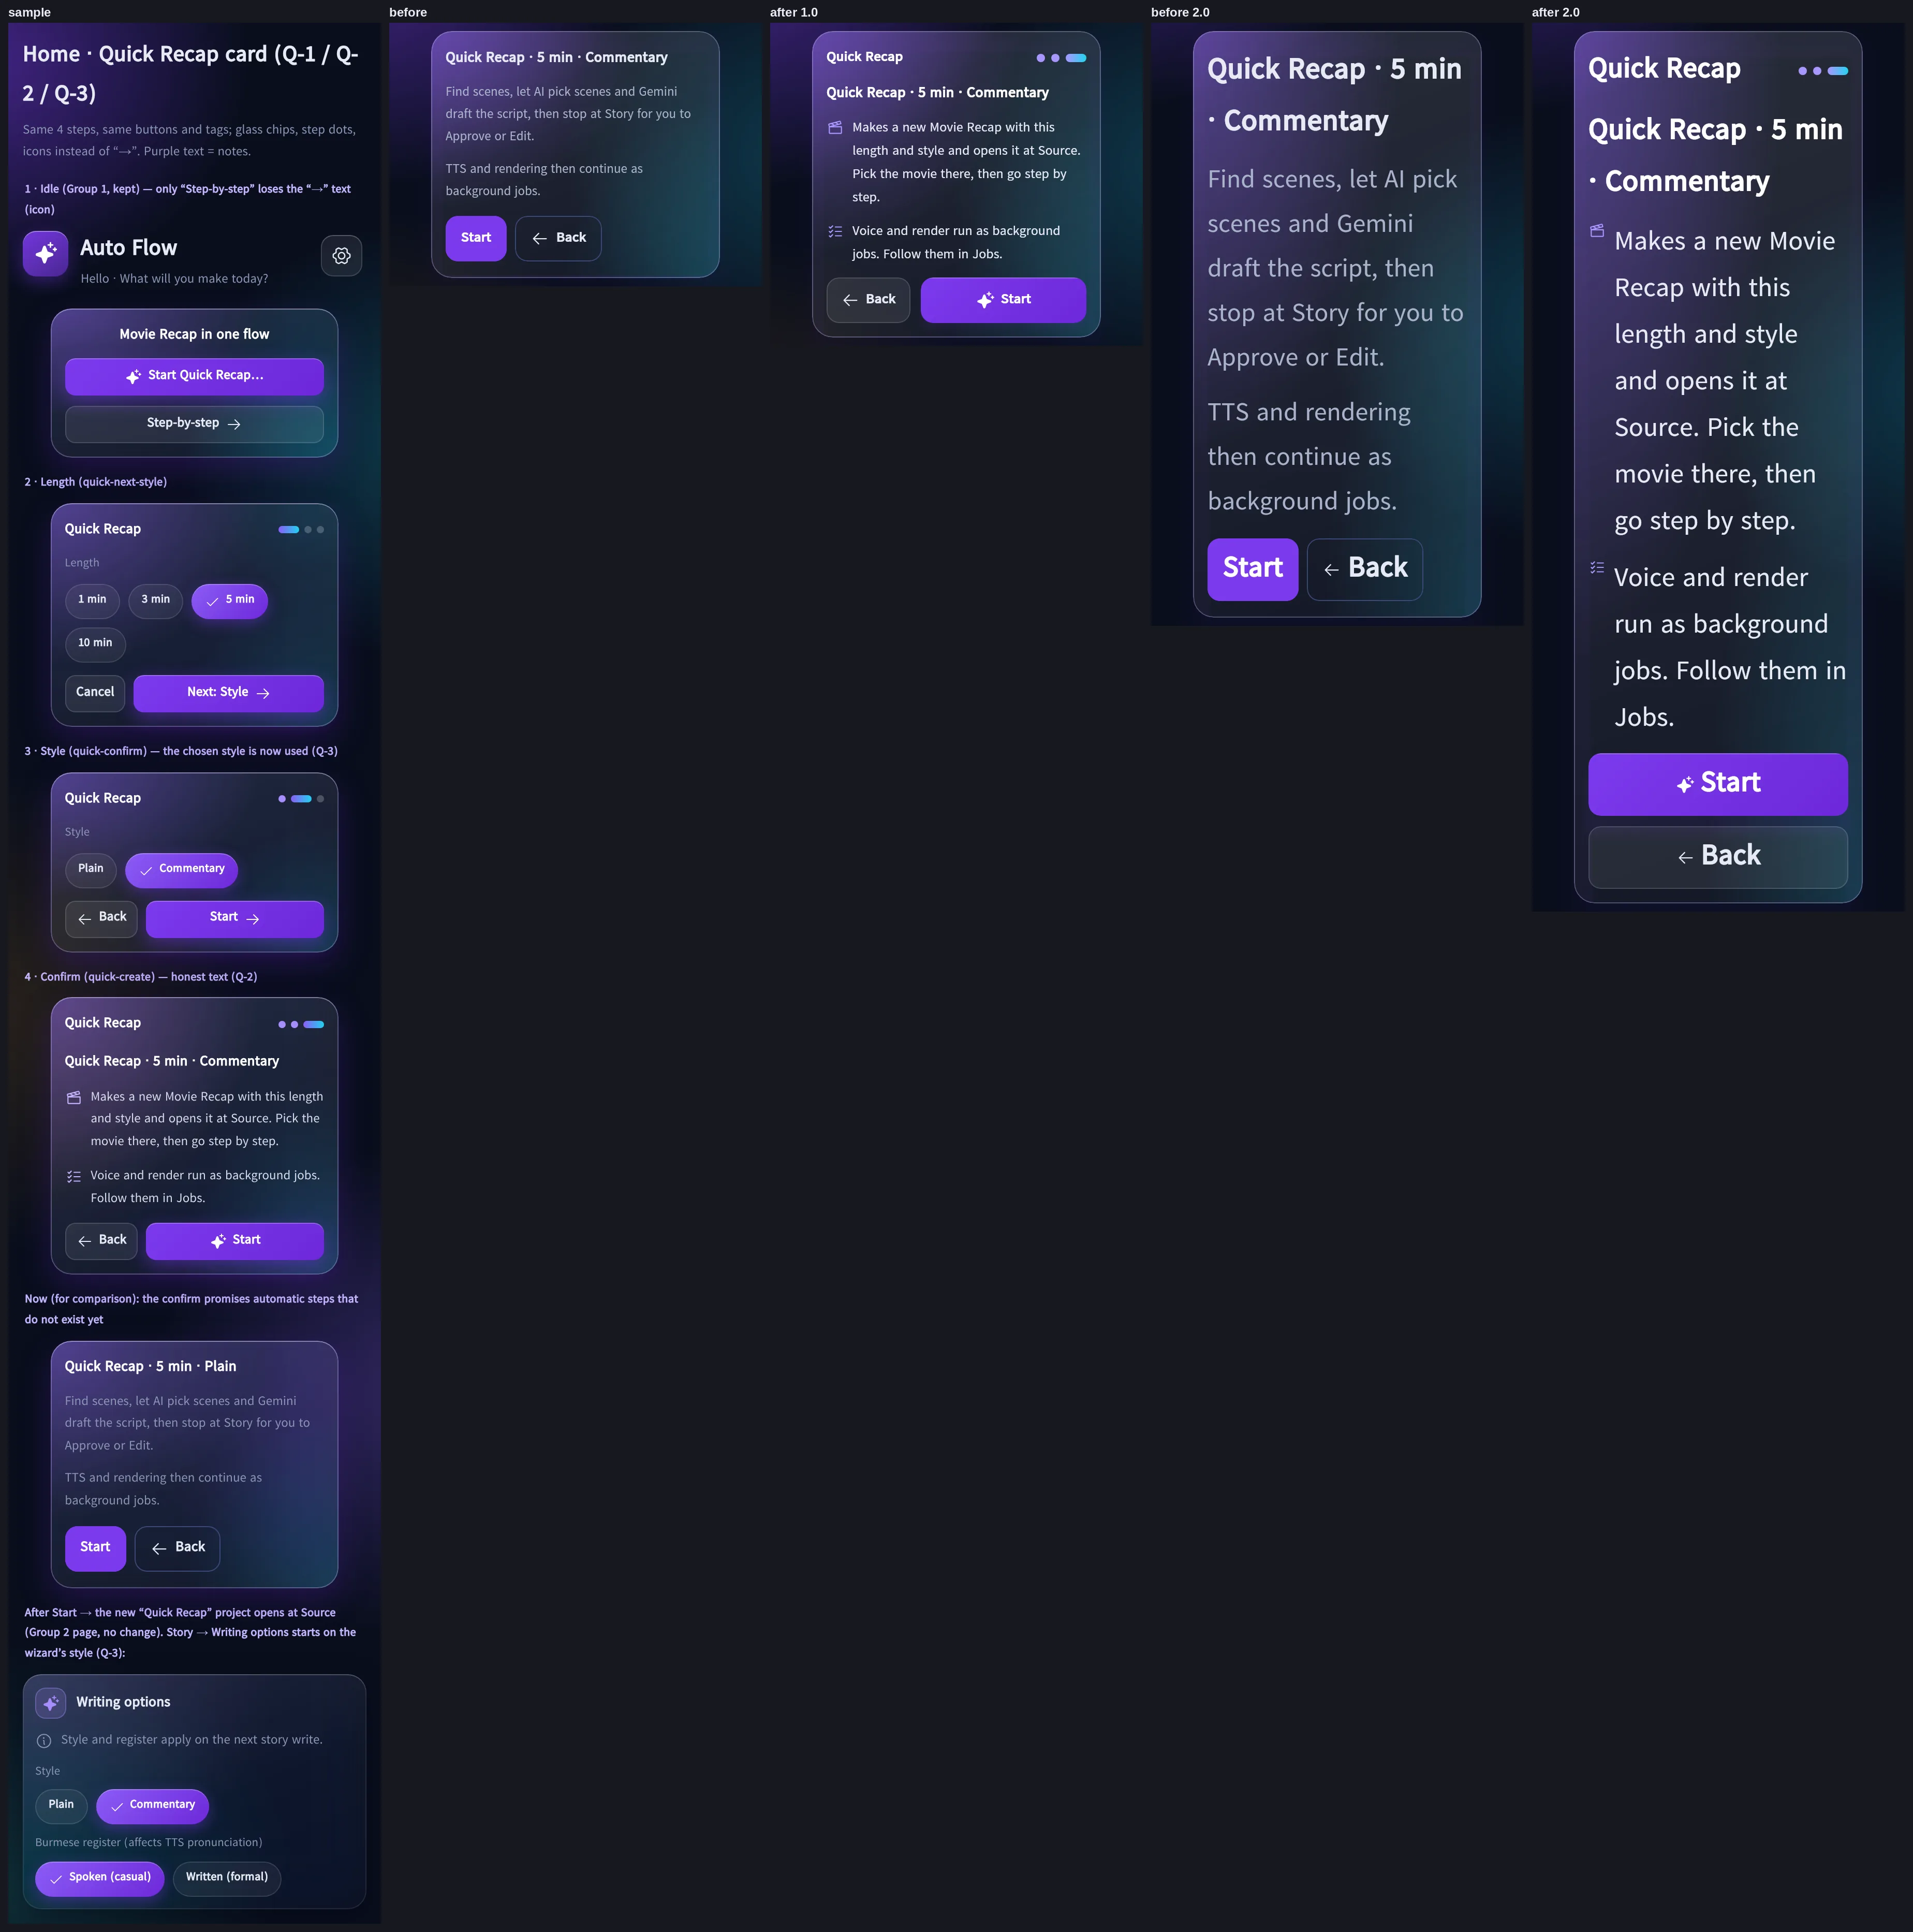 sample
Home · Quick Recap card (Q-1 / Q-
2 / Q-3)
Same 4 steps, same buttons and tags; glass chips, step dots,
icons instead of “→”. Purple text = notes.
1 · Idle (Group 1, kept) — only “Step-by-step” loses the “→” text
(icon)
Auto Flow
Hello · What will you make today?
Movie Recap in one flow
Start Quick Recap…
Step-by-step
2 · Length (quick-next-style)
Quick Recap
Length
1 min
3 min
5 min
10 min
Cancel
Next: Style
3 · Style (quick-confirm) — the chosen style is now used (Q-3)
Quick Recap
Style
Plain
Commentary
Back
Start
4 · Confirm (quick-create) — honest text (Q-2)
Quick Recap
Quick Recap · 5 min · Commentary
Makes a new Movie Recap with this length
and style and opens it at Source. Pick the
movie there, then go step by step.
Voice and render run as background jobs.
Follow them in Jobs.
Back
Start
Now (for comparison): the confirm promises automatic steps that
do not exist yet
Quick Recap · 5 min · Plain
Find scenes, let AI pick scenes and Gemini
draft the script, then stop at Story for you to
Approve or Edit.
TTS and rendering then continue as
background jobs.
Start
Back
After Start → the new “Quick Recap” project opens at Source
(Group 2 page, no change). Story → Writing options starts on the
wizard’s style (Q-3):
Writing options
Style and register apply on the next story write.
Style
Plain
Commentary
Burmese register (affects TTS pronunciation)
Spoken (casual)
Written (formal)
before
Quick Recap · 5 min · Commentary
Find scenes, let AI pick scenes and Gemini
draft the script, then stop at Story for you to
Approve or Edit.
TTS and rendering then continue as
background jobs.
Start
Back
after 1.0
Quick Recap
Quick Recap · 5 min · Commentary
Makes a new Movie Recap with this
length and style and opens it at Source.
Pick the movie there, then go step by
step.
Voice and render run as background
jobs. Follow them in Jobs.
Back
Start
before 2.0
Quick Recap · 5 min
· Commentary
Find scenes, let AI pick
scenes and Gemini
draft the script, then
stop at Story for you to
Approve or Edit.
TTS and rendering
then continue as
background jobs.
Start
Back
after 2.0
Quick Recap
Quick Recap · 5 min
· Commentary
Makes a new Movie
Recap with this
length and style
and opens it at
Source. Pick the
movie there, then
go step by step.
Voice and render
run as background
jobs. Follow them in
Jobs.
Start
Back